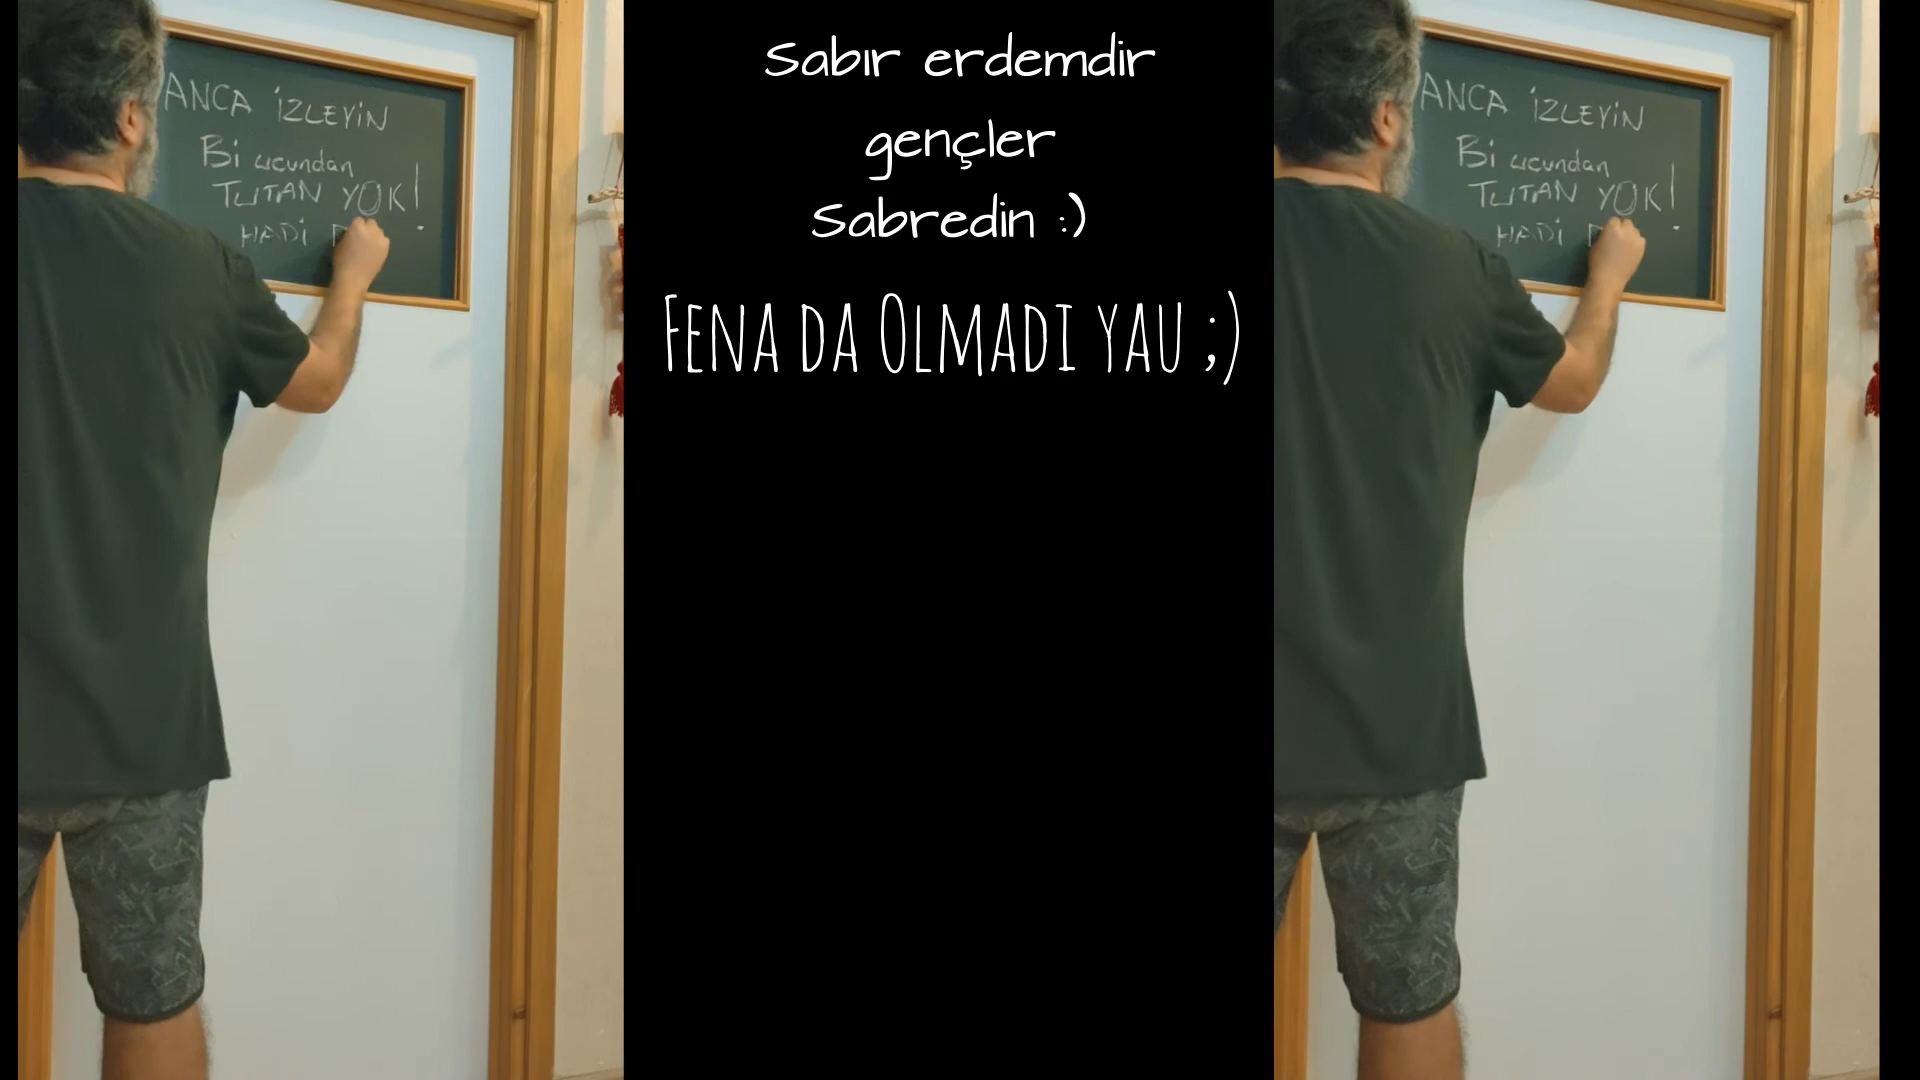 ANCA İZLEYİN
Bi ucundan
TUTAN YOK!
HADİ
Sabır erdemdir
gençler
Sabredin :)
FENA DA OLMADI YAU ;)
ANCA İZLEYİN
Bi ucundan
TUTAN YOK!
HADİ